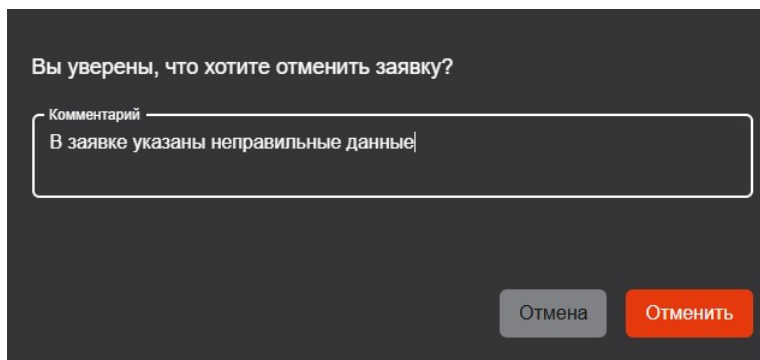 Вы уверены, что хотите отменить заявку?
Комментарий
В заявке указаны неправильные данные
Отмена
Отменить